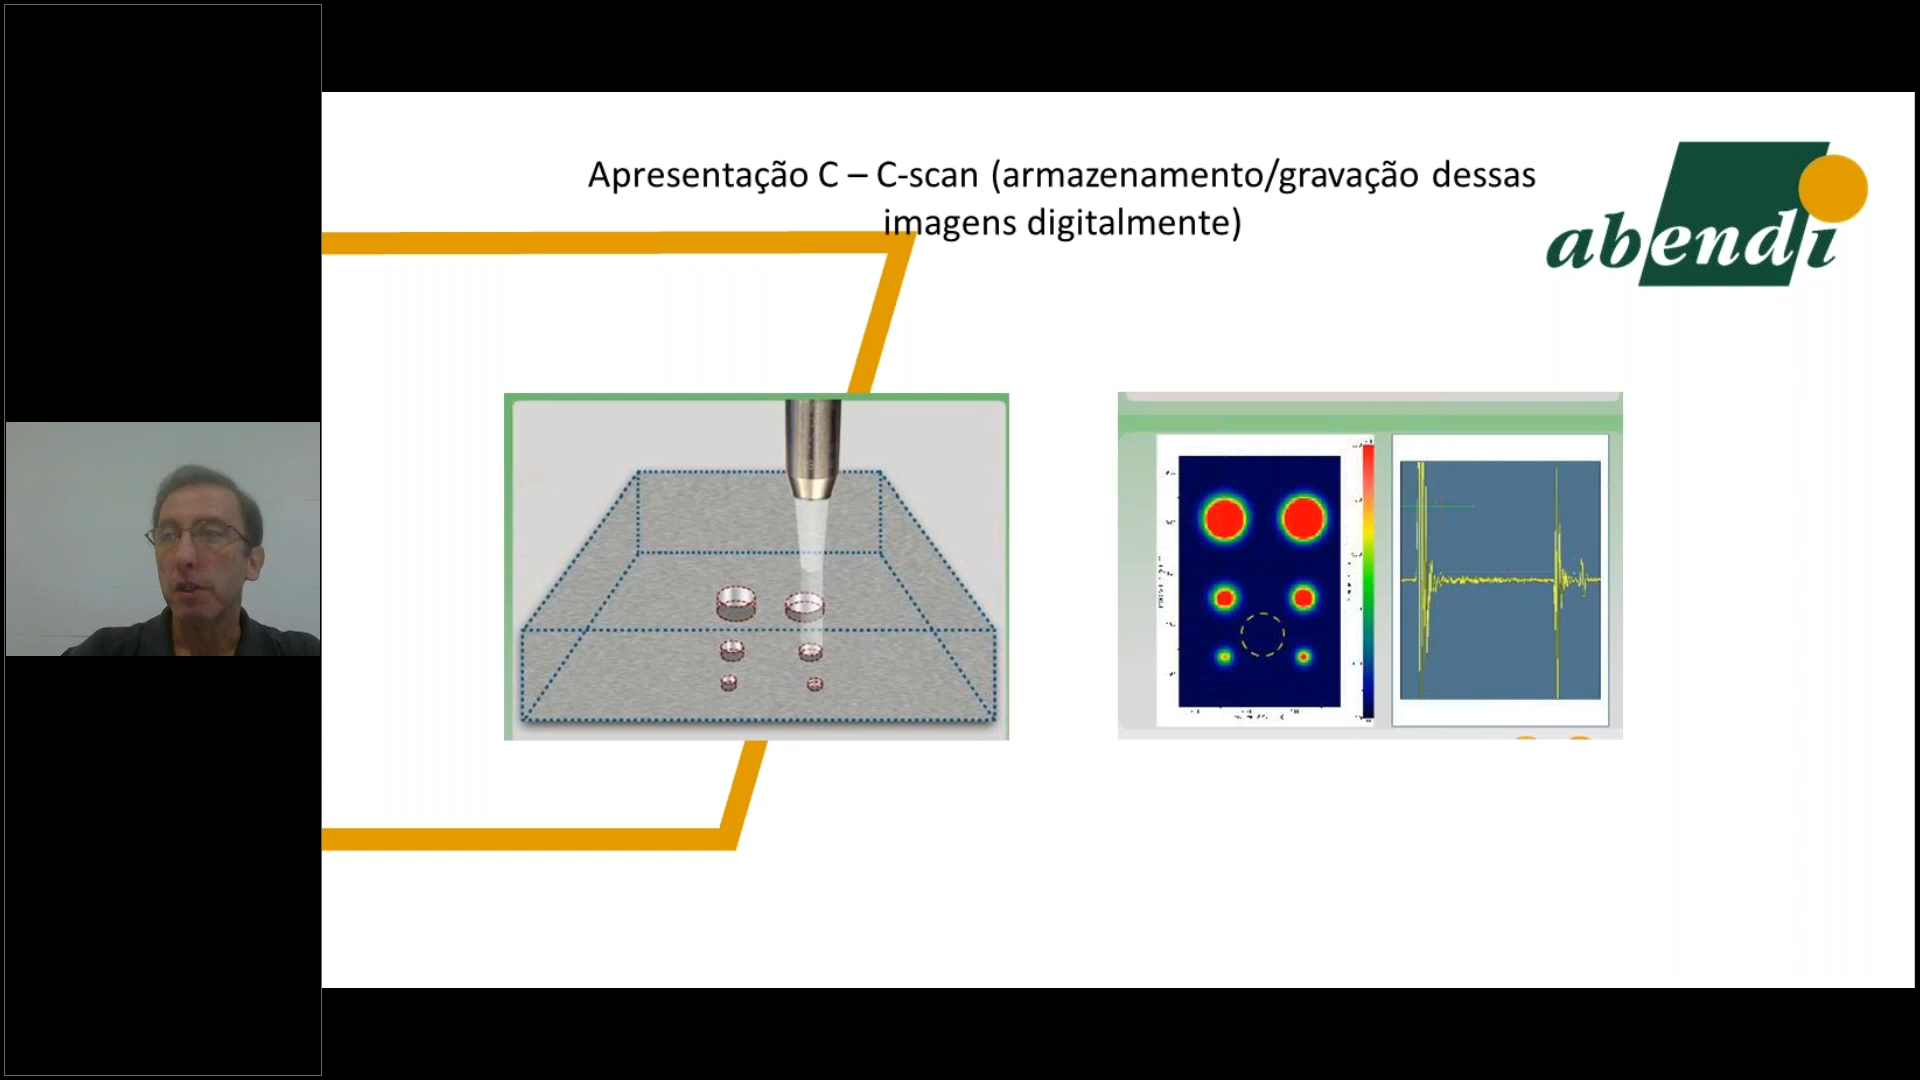 Apresentação C – C-scan (armazenamento/gravação dessas
imagens digitalmente)
abendi